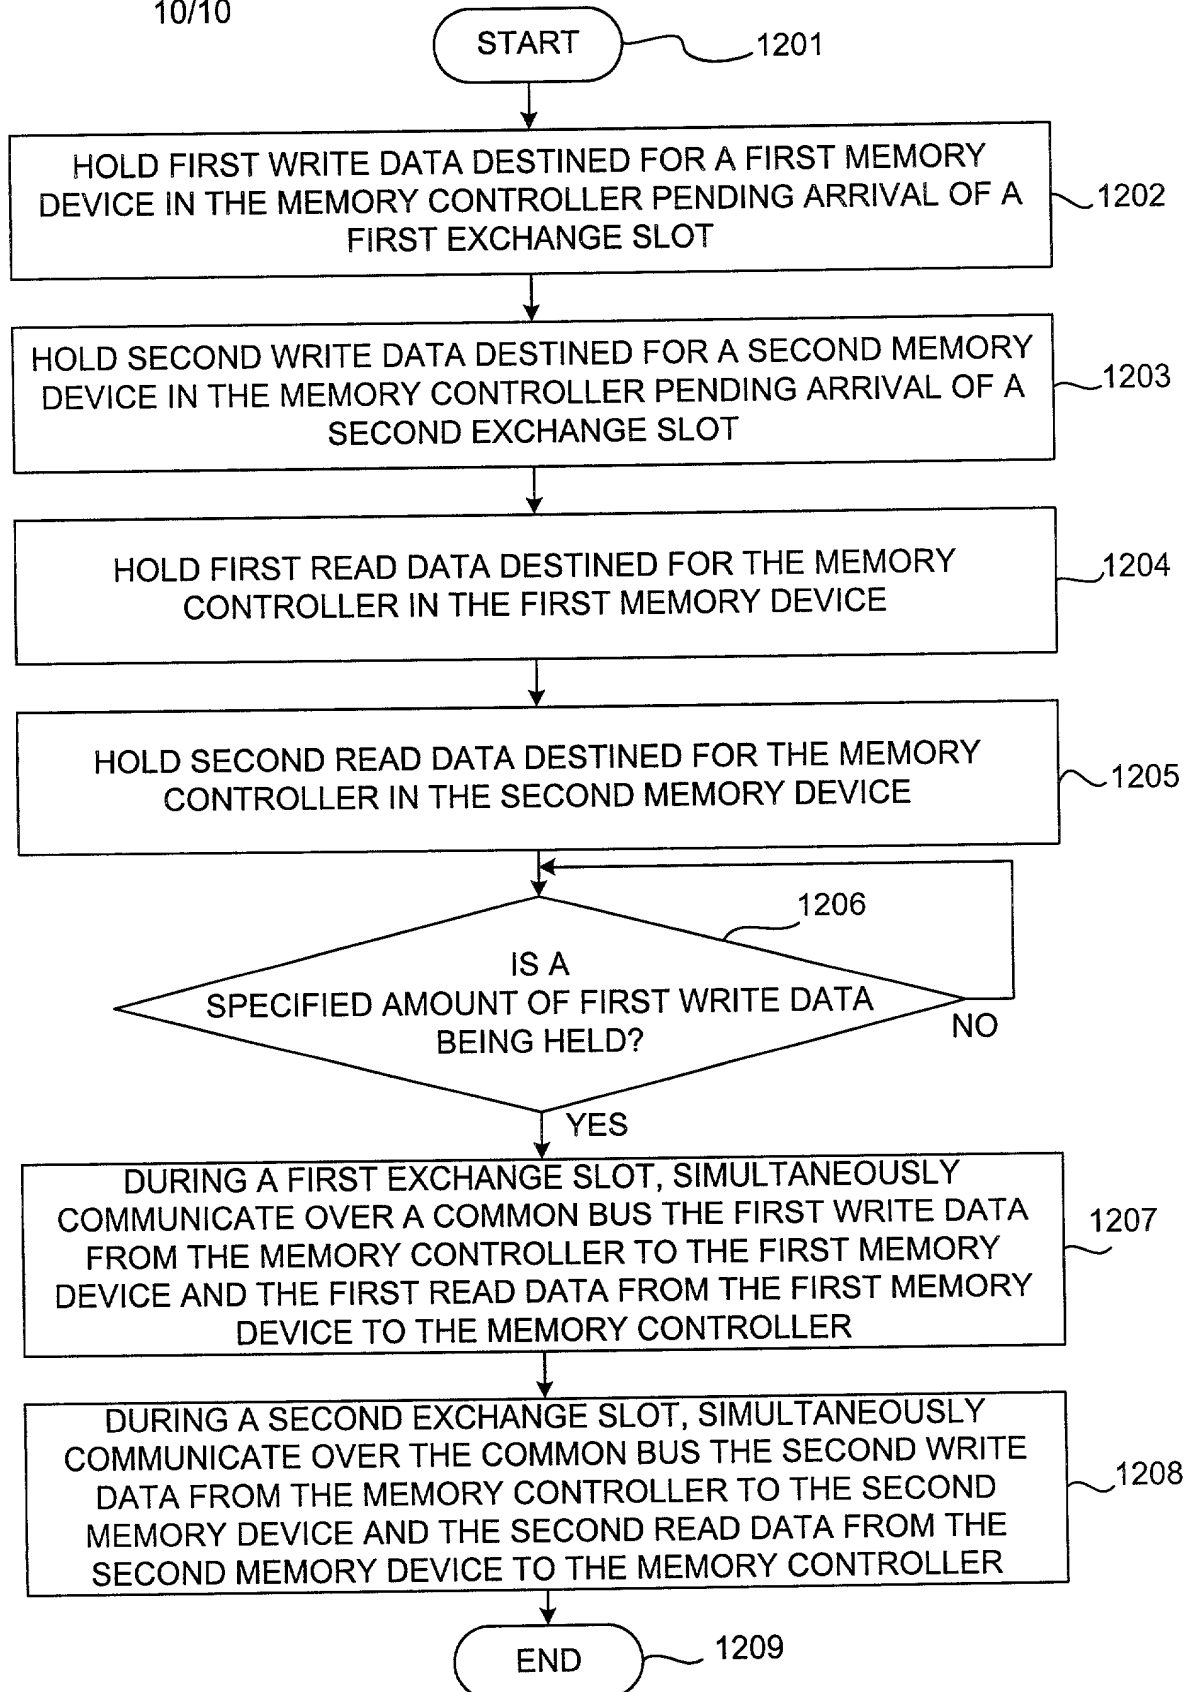 10/10
START
1201
HOLD FIRST WRITE DATA DESTINED FOR A FIRST MEMORY
DEVICE IN THE MEMORY CONTROLLER PENDING ARRIVAL OF A
FIRST EXCHANGE SLOT
1202
HOLD SECOND WRITE DATA DESTINED FOR A SECOND MEMORY
DEVICE IN THE MEMORY CONTROLLER PENDING ARRIVAL OF A
SECOND EXCHANGE SLOT
1203
HOLD FIRST READ DATA DESTINED FOR THE MEMORY
CONTROLLER IN THE FIRST MEMORY DEVICE
1204
HOLD SECOND READ DATA DESTINED FOR THE MEMORY
CONTROLLER IN THE SECOND MEMORY DEVICE
1205
1206
IS A
SPECIFIED AMOUNT OF FIRST WRITE DATA
BEING HELD?
NO
YES
DURING A FIRST EXCHANGE SLOT, SIMULTANEOUSLY
COMMUNICATE OVER A COMMON BUS THE FIRST WRITE DATA
FROM THE MEMORY CONTROLLER TO THE FIRST MEMORY
DEVICE AND THE FIRST READ DATA FROM THE FIRST MEMORY
DEVICE TO THE MEMORY CONTROLLER
1207
DURING A SECOND EXCHANGE SLOT, SIMULTANEOUSLY
COMMUNICATE OVER THE COMMON BUS THE SECOND WRITE
DATA FROM THE MEMORY CONTROLLER TO THE SECOND
MEMORY DEVICE AND THE SECOND READ DATA FROM THE
SECOND MEMORY DEVICE TO THE MEMORY CONTROLLER
1208
END
1209